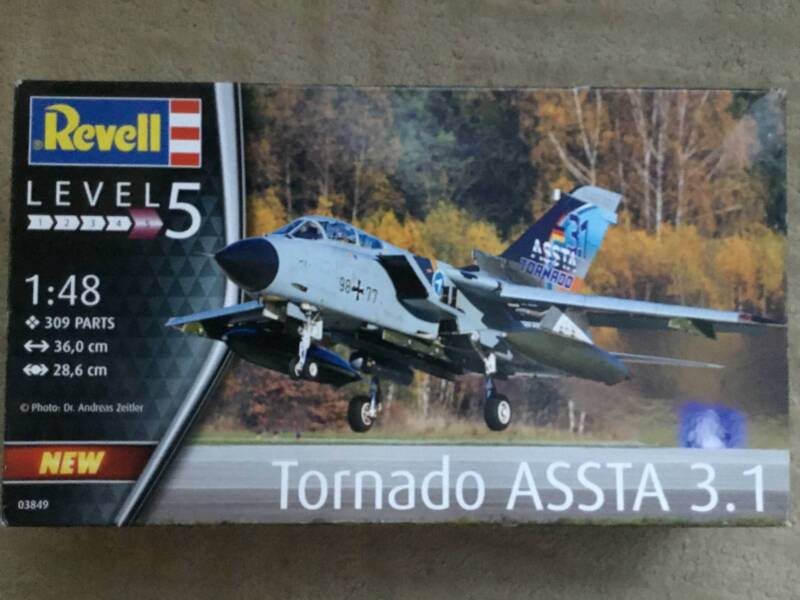 Revell
LEVEL 5
1 2 3 4 5
1:48
309 PARTS
36,0 cm
28,6 cm
© Photo: Dr. Andreas Zeitler
NEW
03849
98 77
31
ASSTA
TORNADO
Tornado ASSTA 3.1